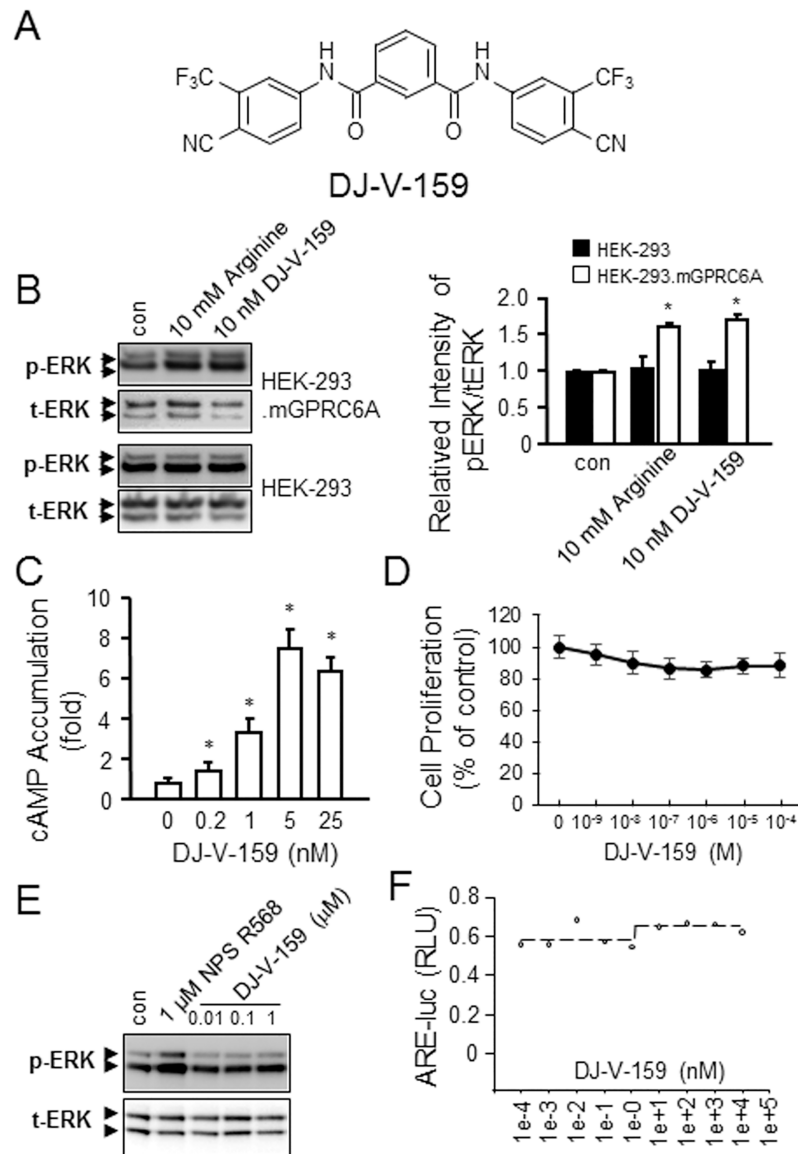 A
H
N
H
N
F₃C
CF₃
NC
O
O
CN
DJ-V-159
B
con
10 mM Arginine
10 nM DJ-V-159
p-ERK
t-ERK
HEK-293
.mGPRC6A
p-ERK
t-ERK
HEK-293
HEK-293
HEK-293.mGPRC6A
Relatived Intensity of
pERK/tERK
2.0
1.5
1.0
0.5
0
* *
con
10 mM Arginine
10 nM DJ-V-159
C
cAMP Accumulation
(fold)
10
8
6
4
2
0
* * * *
0 0.2 1 5 25
DJ-V-159 (nM)
D
Cell Proliferation
(% of control)
120
100
80
60
40
20
0
0 10⁻⁹ 10⁻⁸ 10⁻⁷ 10⁻⁶ 10⁻⁵ 10⁻⁴
DJ-V-159 (M)
E
con
1 µM NPS R568
DJ-V-159 (µM)
0.01 0.1 1
p-ERK
t-ERK
F
ARE-luc (RLU)
0.8
0.6
0.4
0.2
0
DJ-V-159 (nM)
1e-4
1e-3
1e-2
1e-1
1e-0
1e+1
1e+2
1e+3
1e+4
1e+5